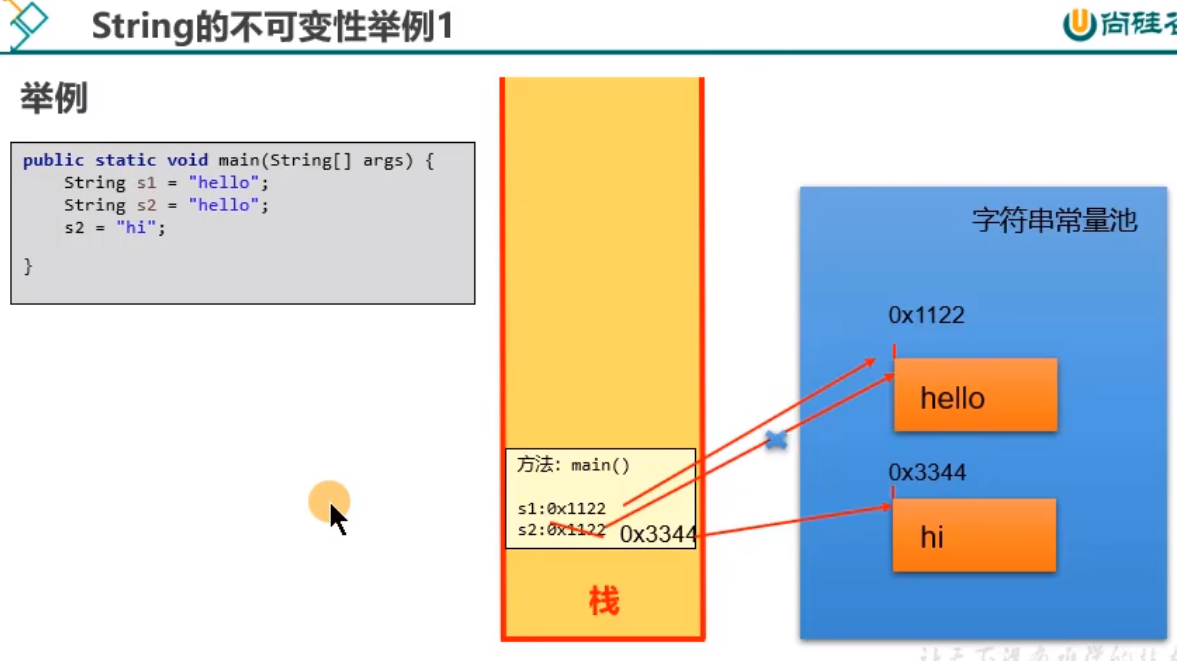 String的不可变性举例1
尚硅谷
举例
public static void main(String[] args) {
String s1 = "hello";
String s2 = "hello";
s2 = "hi";
}
方法: main()
s1:0x1122
s2:0x1122 0x3344
栈
字符串常量池
0x1122
hello
0x3344
hi